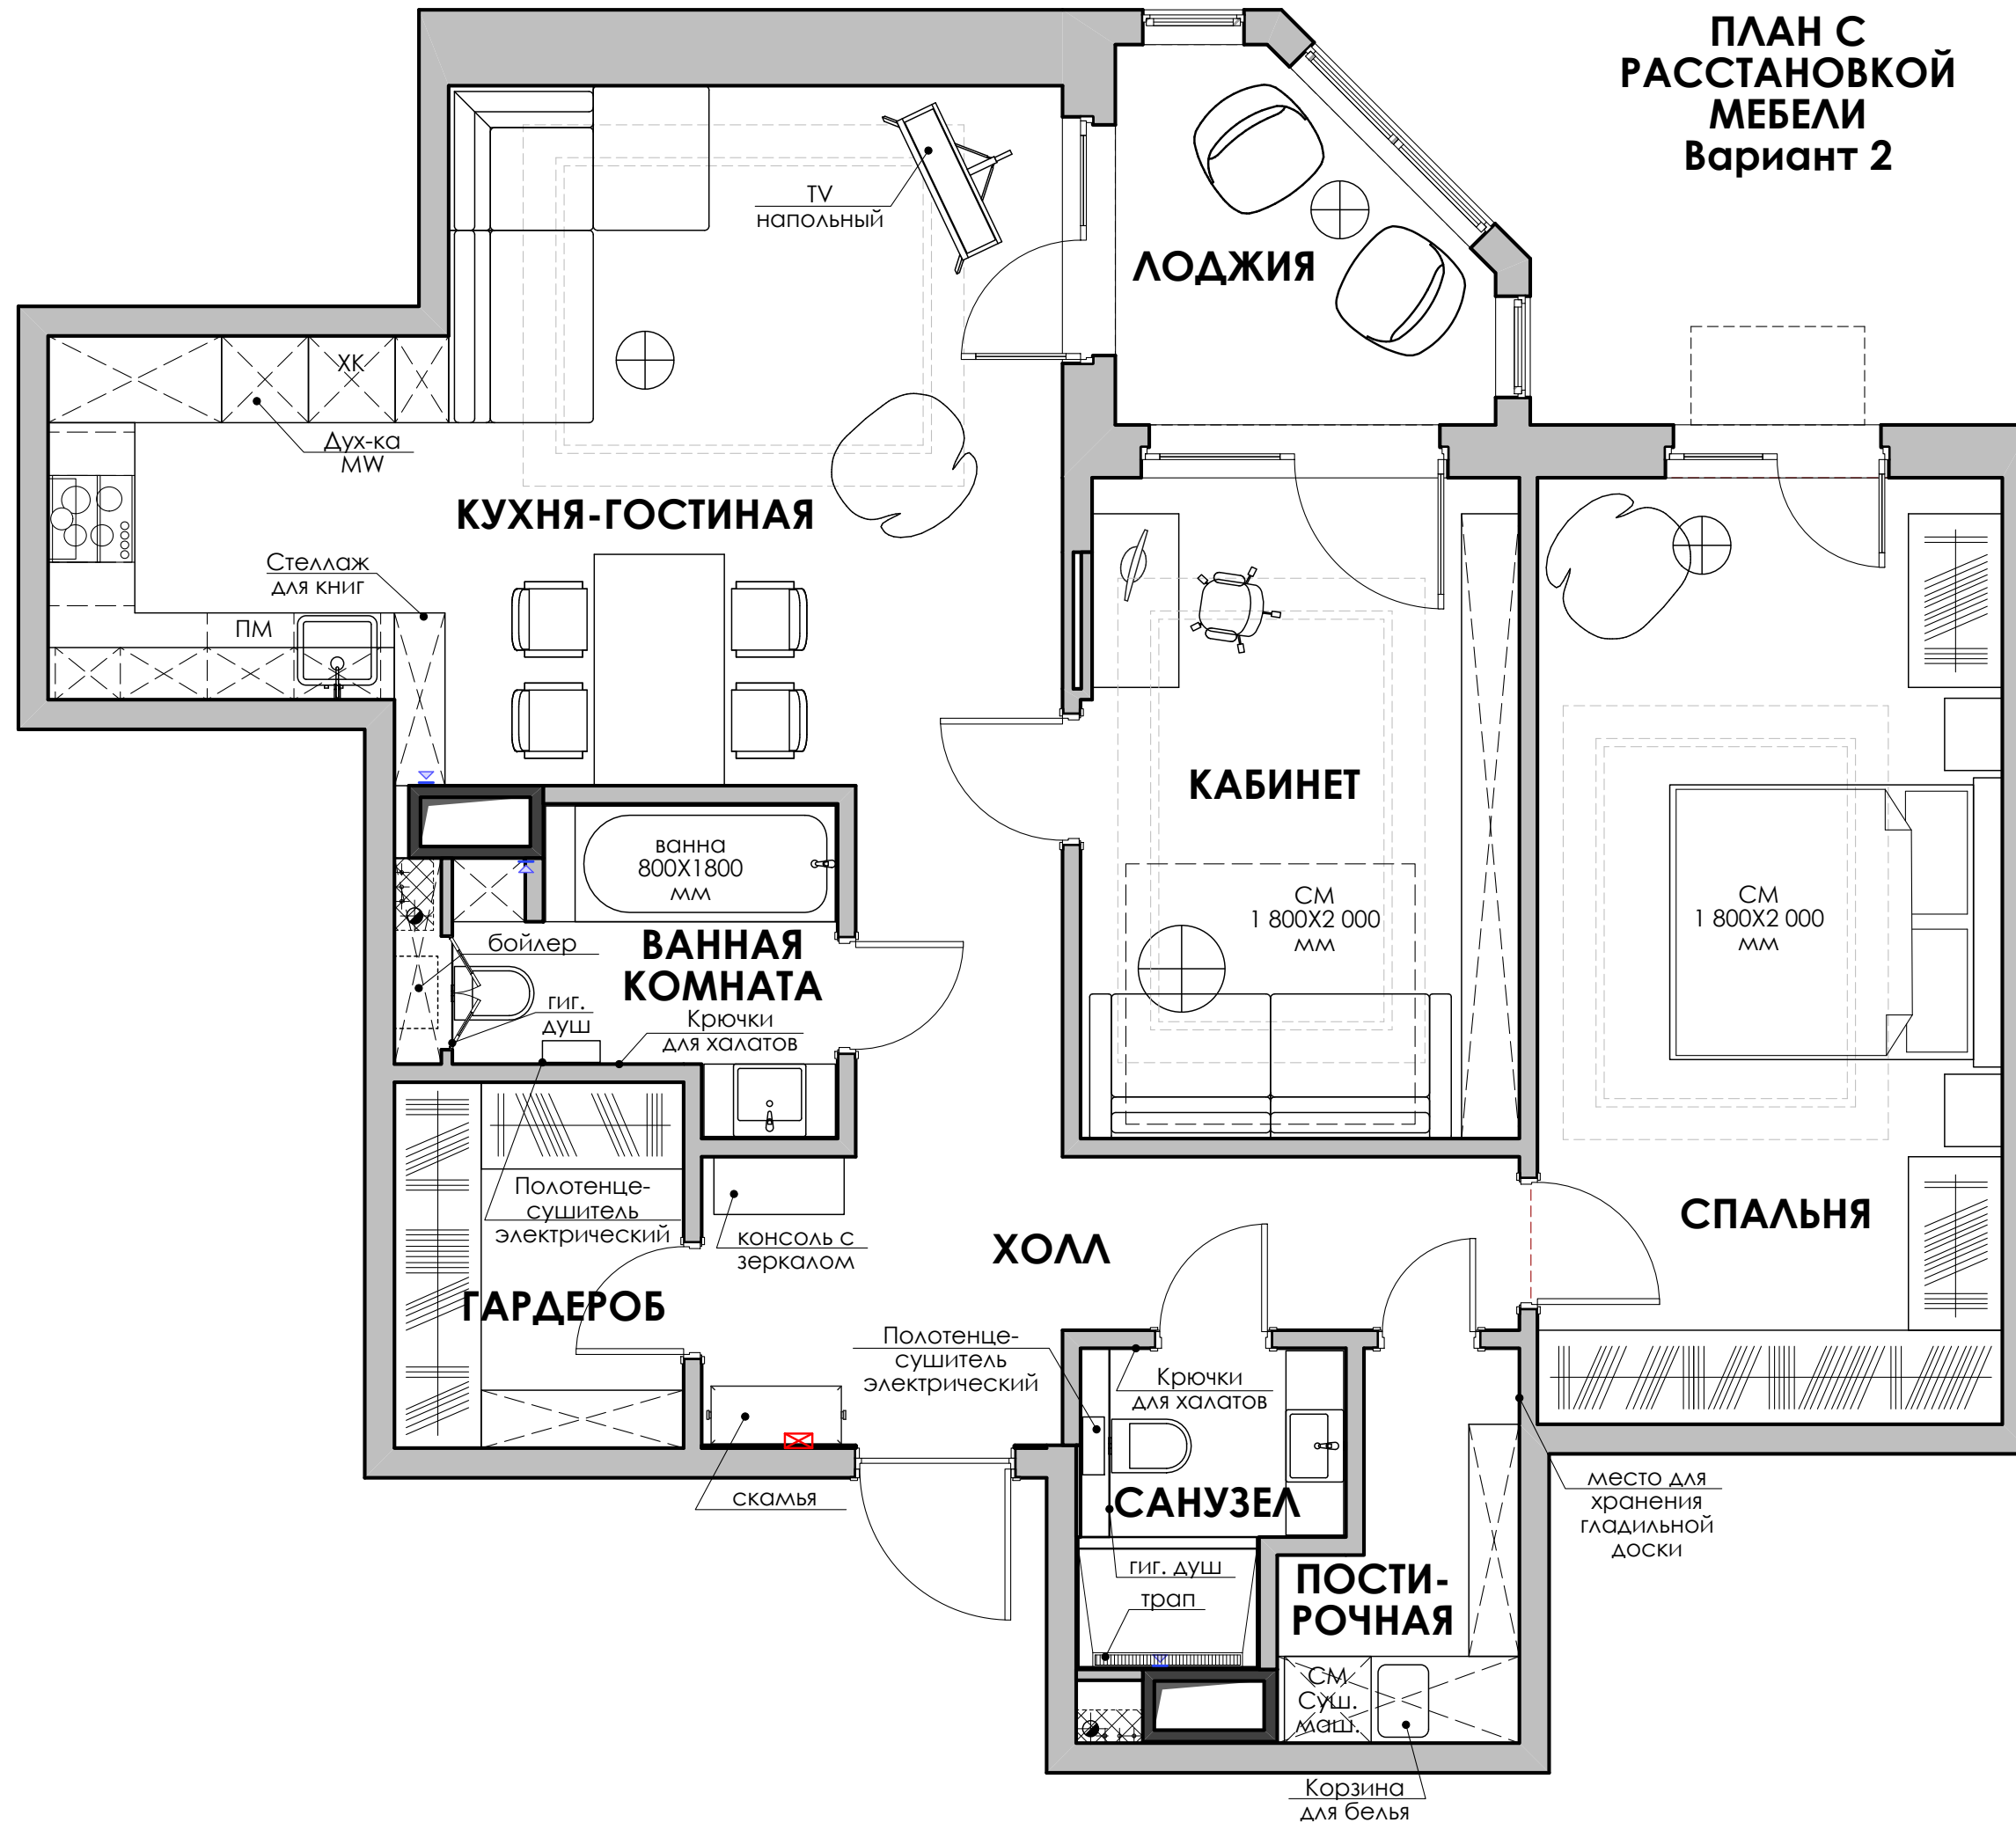 ПЛАН С
РАССТАНОВКОЙ
МЕБЕЛИ
Вариант 2
TV
напольный
ЛОДЖИЯ
ХК
Дух-ка
MW
КУХНЯ-ГОСТИНАЯ
Стеллаж
для книг
ПМ
КАБИНЕТ
ванна
800Х1800
мм
СМ
1 800Х2 000
мм
СМ
1 800Х2 000
мм
бойлер
ВАННАЯ
КОМНАТА
гиг.
душ
Крючки
для халатов
Полотенце-
сушитель
электрический
консоль с
зеркалом
ХОЛЛ
СПАЛЬНЯ
ГАРДЕРОБ
Полотенце-
сушитель
электрический
Крючки
для халатов
скамья
САНУЗЕЛ
место для
хранения
гладильной
доски
гиг. душ
трап
ПОСТИ-
РОЧНАЯ
СМ
Суш.
маш.
Корзина
для белья